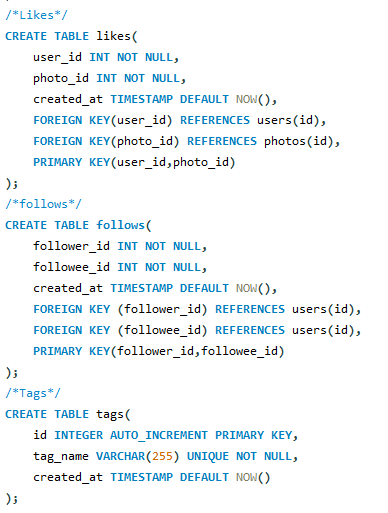 /*Likes*/
CREATE TABLE likes(
user_id INT NOT NULL,
photo_id INT NOT NULL,
created_at TIMESTAMP DEFAULT NOW(),
FOREIGN KEY(user_id) REFERENCES users(id),
FOREIGN KEY(photo_id) REFERENCES photos(id),
PRIMARY KEY(user_id,photo_id)
);
/*follows*/
CREATE TABLE follows(
follower_id INT NOT NULL,
followee_id INT NOT NULL,
created_at TIMESTAMP DEFAULT NOW(),
FOREIGN KEY (follower_id) REFERENCES users(id),
FOREIGN KEY (followee_id) REFERENCES users(id),
PRIMARY KEY(follower_id,followee_id)
);
/*Tags*/
CREATE TABLE tags(
id INTEGER AUTO_INCREMENT PRIMARY KEY,
tag_name VARCHAR(255) UNIQUE NOT NULL,
created_at TIMESTAMP DEFAULT NOW()
);